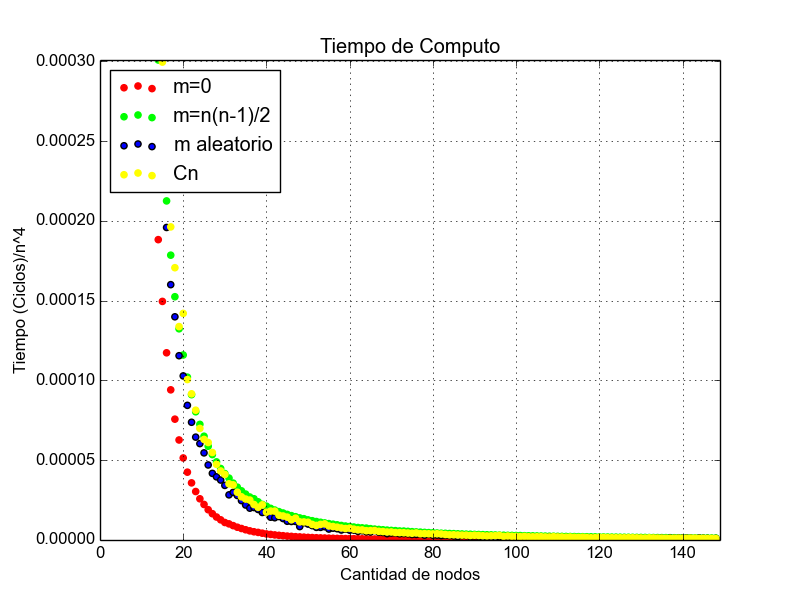 Tiempo de Computo
0.00030
0.00025
0.00020
0.00015
0.00010
0.00005
0.00000
Tiempo (Ciclos)/n^4
m=0
m=n(n-1)/2
m aleatorio
Cn
0 20 40 60 80 100 120 140
Cantidad de nodos